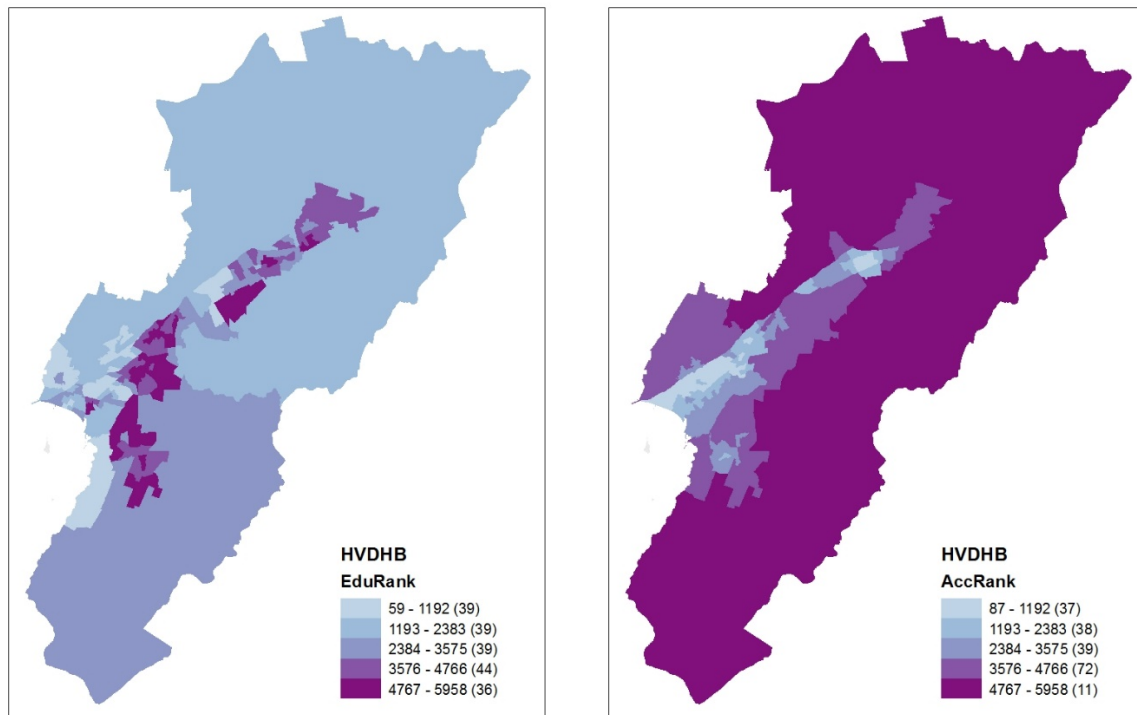 HVDHB
EduRank
59 - 1192 (39)
1193 - 2383 (39)
2384 - 3575 (39)
3576 - 4766 (44)
4767 - 5958 (36)
HVDHB
AccRank
87 - 1192 (37)
1193 - 2383 (38)
2384 - 3575 (39)
3576 - 4766 (72)
4767 - 5958 (11)